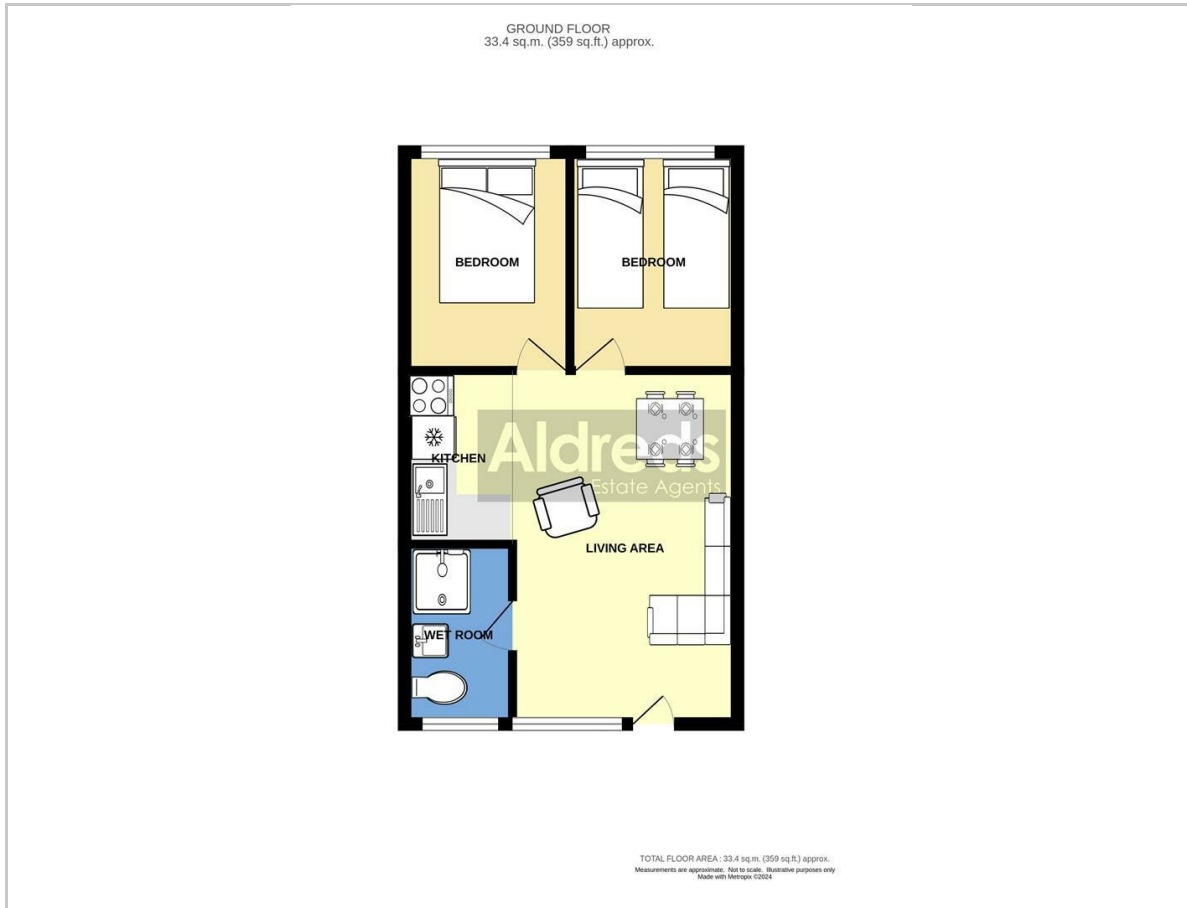 GROUND FLOOR
33.4 sq.m. (359 sq.ft.) approx.
BEDROOM
BEDROOM
Aldreds
Estate Agents
KITCHEN
LIVING AREA
WET ROOM
TOTAL FLOOR AREA : 33.4 sq.m. (359 sq.ft.) approx.
Measurements are approximate. Not to scale. Illustrative purposes only
Made with Metropix ©2024